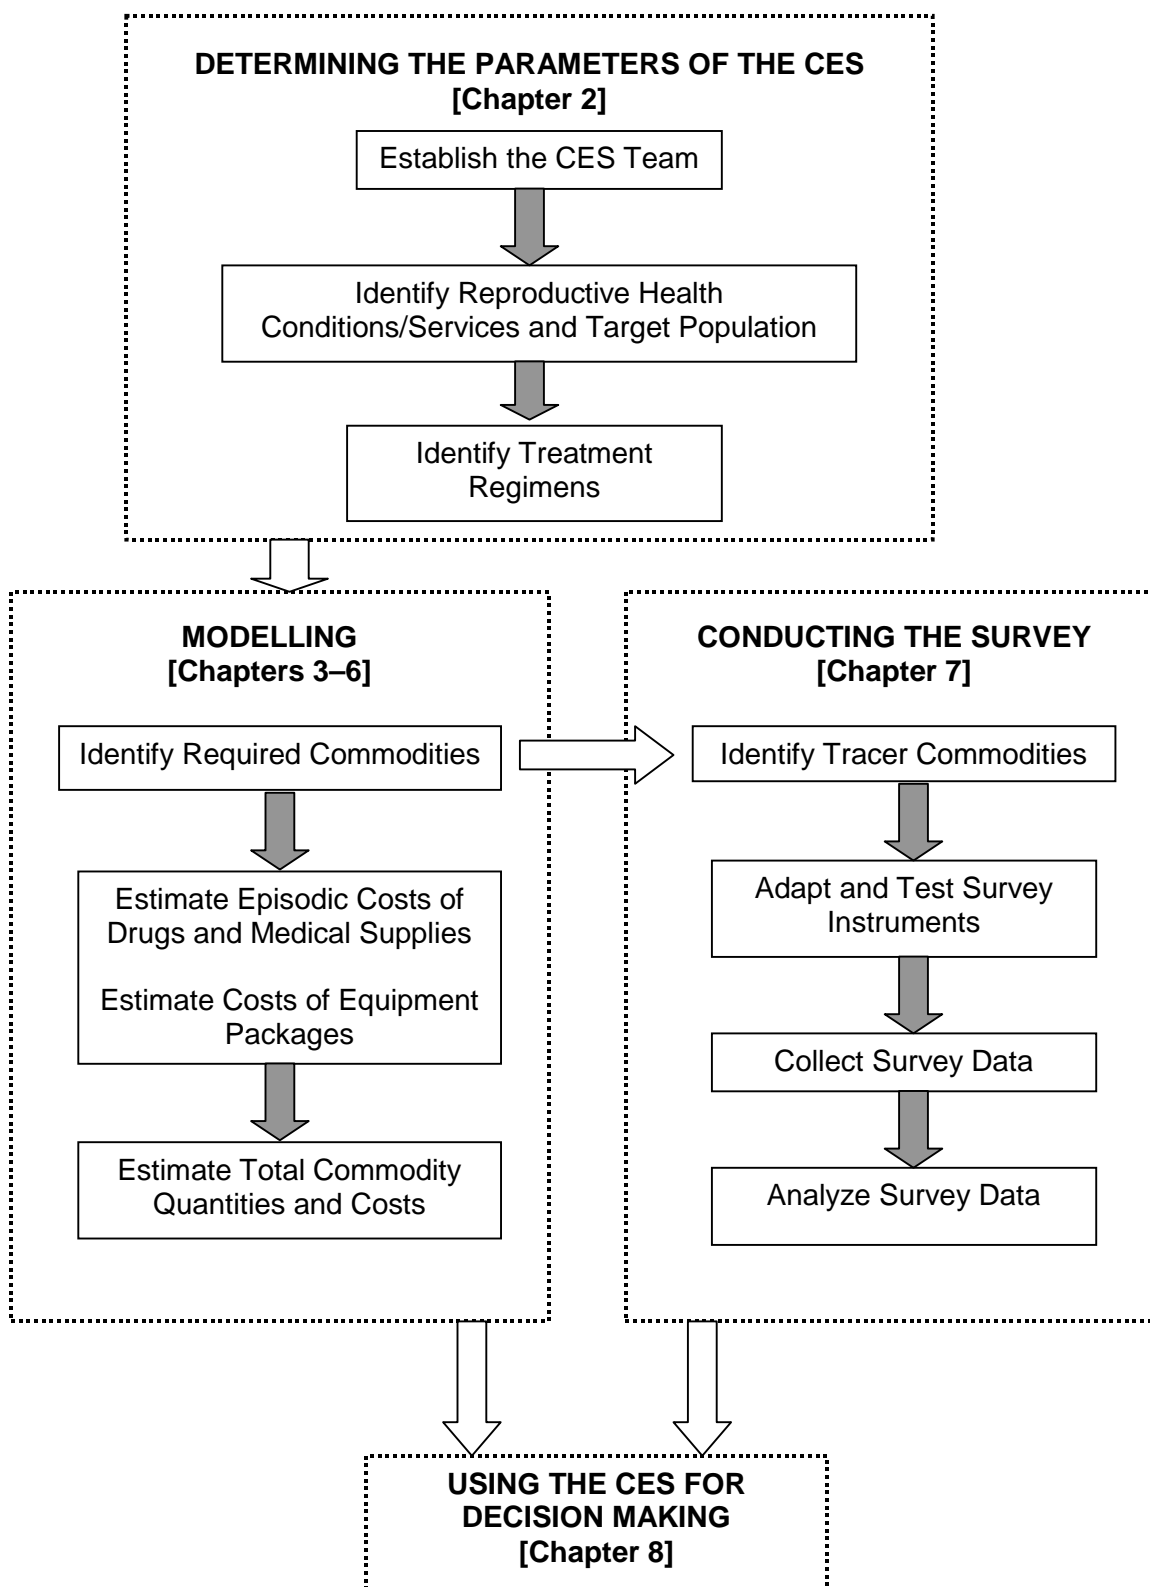 DETERMINING THE PARAMETERS OF THE CES
[Chapter 2]
Establish the CES Team
Identify Reproductive Health
Conditions/Services and Target Population
Identify Treatment
Regimens
MODELLING
[Chapters 3–6]
Identify Required Commodities
Estimate Episodic Costs of
Drugs and Medical Supplies
Estimate Costs of Equipment
Packages
Estimate Total Commodity
Quantities and Costs
CONDUCTING THE SURVEY
[Chapter 7]
Identify Tracer Commodities
Adapt and Test Survey
Instruments
Collect Survey Data
Analyze Survey Data
USING THE CES FOR
DECISION MAKING
[Chapter 8]